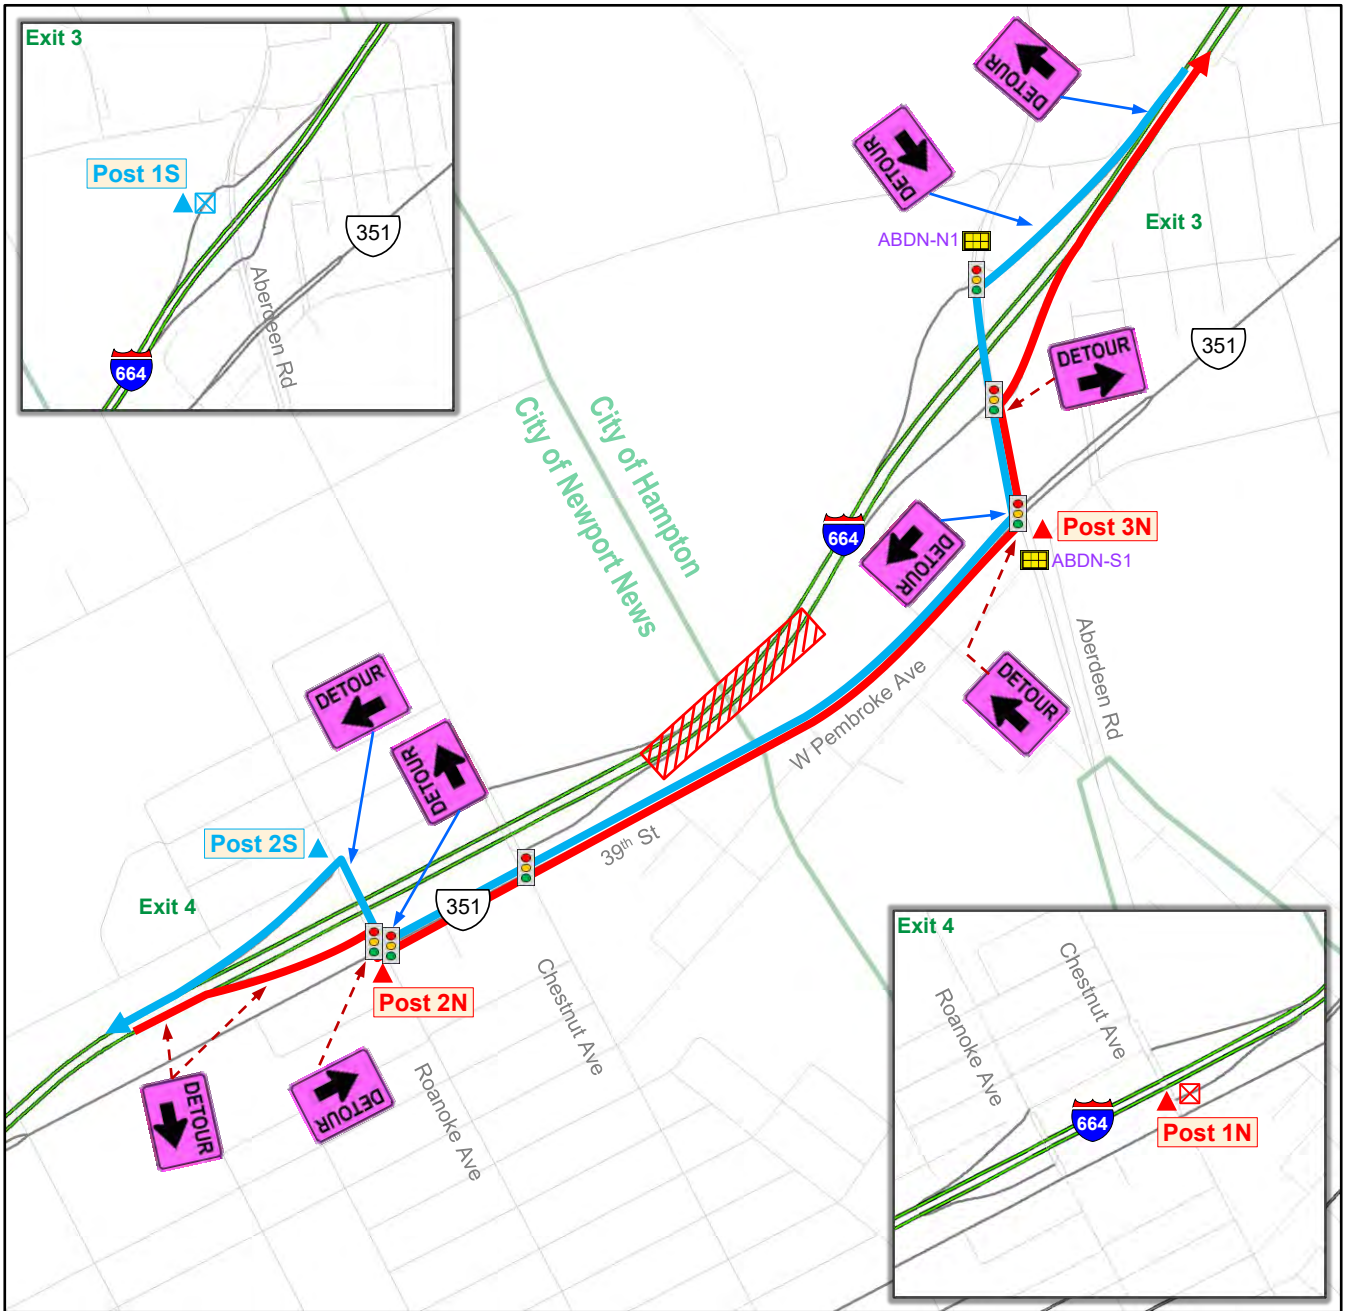 Exit 3
Post 1S
351
Aberdeen Rd
664
DETOUR
DETOUR
ABDN-N1
Exit 3
DETOUR
351
City of Hampton
City of Newport News
664
DETOUR
Post 3N
ABDN-S1
DETOUR
Aberdeen Rd
W Pembroke Ave
DETOUR
DETOUR
Post 2S
39th St
Exit 4
351
Post 2N
Chestnut Ave
DETOUR
DETOUR
Roanoke Ave
Exit 4
Chestnut Ave
Roanoke Ave
664
Post 1N